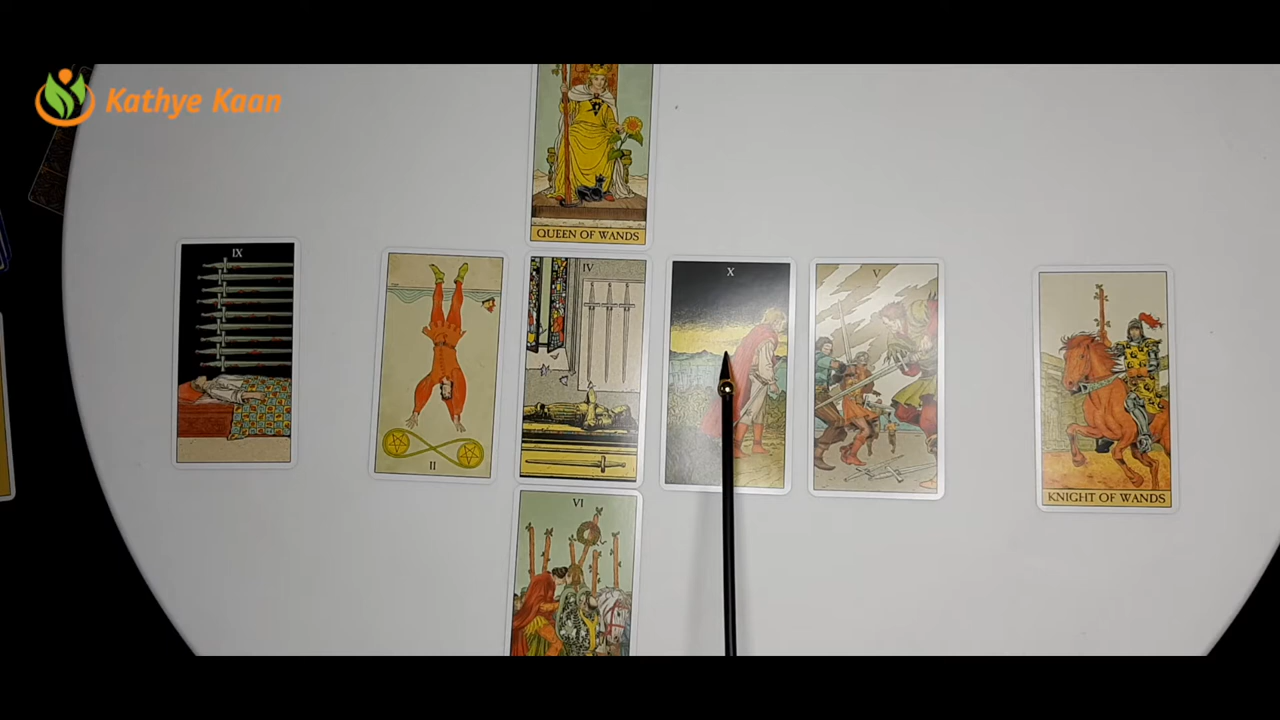 Kathye Kaan
QUEEN OF WANDS
IX
IV
X
V
II
KNIGHT OF WANDS
VI